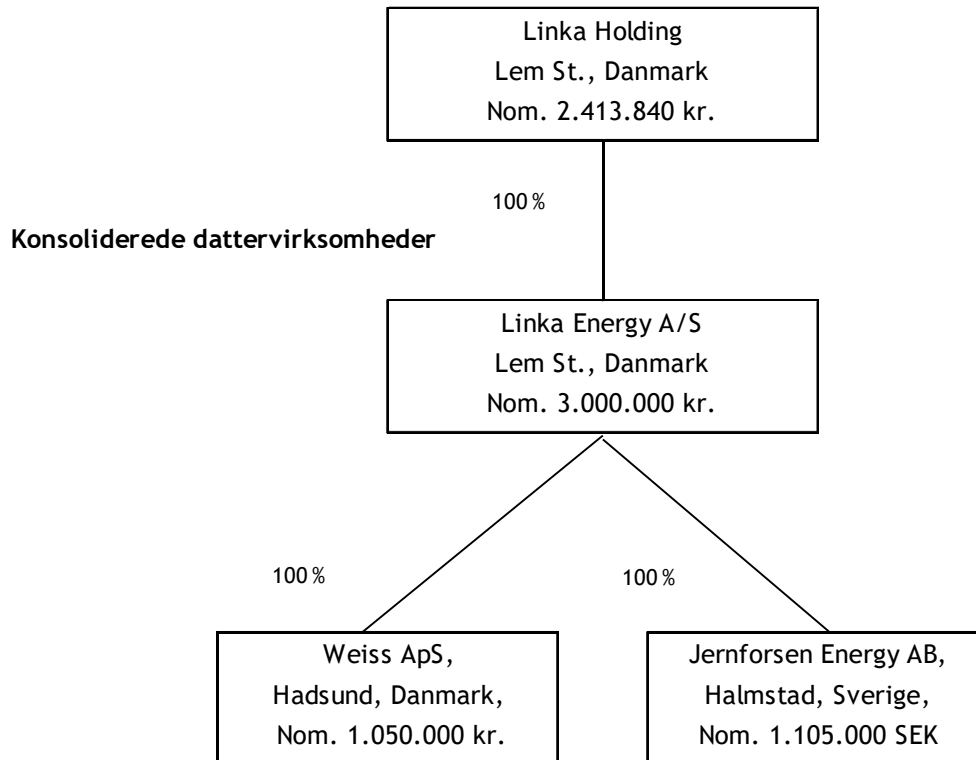 Linka Holding
Lem St., Danmark
Nom. 2.413.840 kr.
100 %
Konsoliderede dattervirksomheder
Linka Energy A/S
Lem St., Danmark
Nom. 3.000.000 kr.
100 %
100 %
Weiss ApS,
Hadsund, Danmark,
Nom. 1.050.000 kr.
Jernforsen Energy AB,
Halmstad, Sverige,
Nom. 1.105.000 SEK